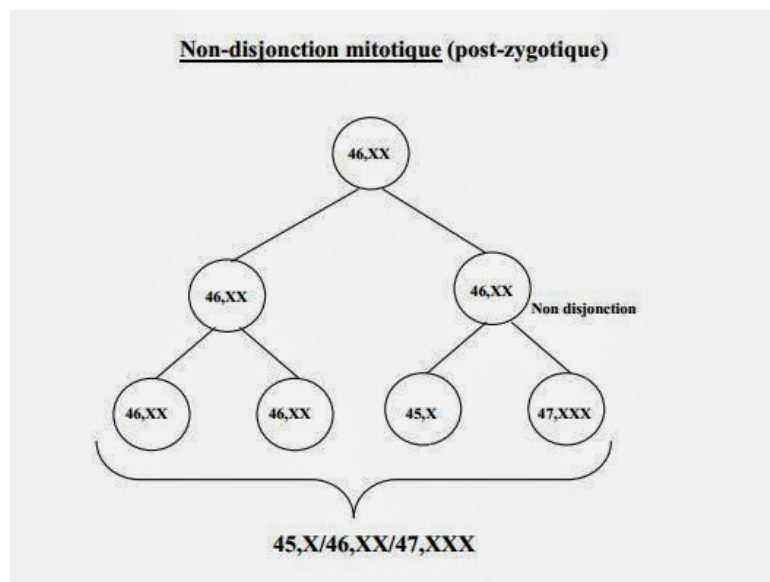 Non-disjonction mitotique (post-zygotique)
46,XX
46,XX
46,XX
Non disjonction
46,XX
46,XX
45,X
47,XXX
45,X/46,XX/47,XXX